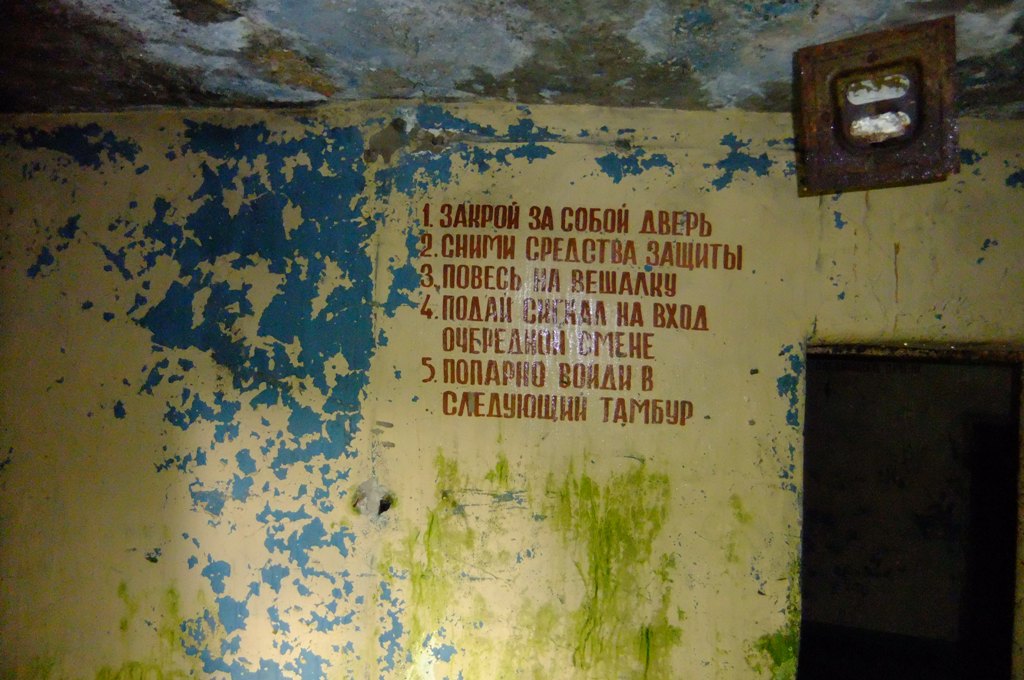 1. ЗАКРОЙ ЗА СОБОЙ ДВЕРЬ
2. СНИМИ СРЕДСТВА ЗАЩИТЫ
3. ПОВЕСЬ НА ВЕШАЛКУ
4. ПОДАЙ СИГНАЛ НА ВХОД
ОЧЕРЕДНОЙ СМЕНЕ
5. ПОПАРНО ВОЙДИ В
СЛЕДУЮЩИЙ ТАМБУР